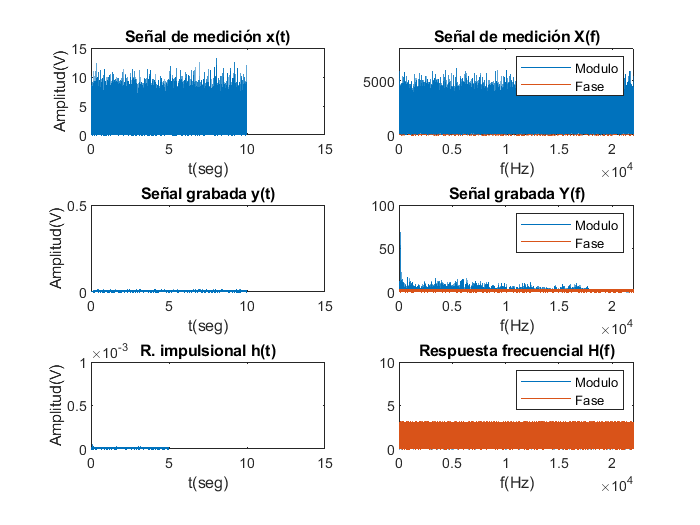 Señal de medición x(t)
Amplitud(V)
15
10
5
0
0 5 10 15
t(seg)
Señal de medición X(f)
5000
0
0 0.5 1 1.5 2
×10^4
f(Hz)
Modulo
Fase
Señal grabada y(t)
Amplitud(V)
0.5
0
0 5 10 15
t(seg)
Señal grabada Y(f)
100
50
0
0 0.5 1 1.5 2
×10^4
f(Hz)
Modulo
Fase
R. impulsional h(t)
×10^-3
Amplitud(V)
1
0.5
0
0 5 10 15
t(seg)
Respuesta frecuencial H(f)
10
5
0
0 0.5 1 1.5 2
×10^4
f(Hz)
Modulo
Fase